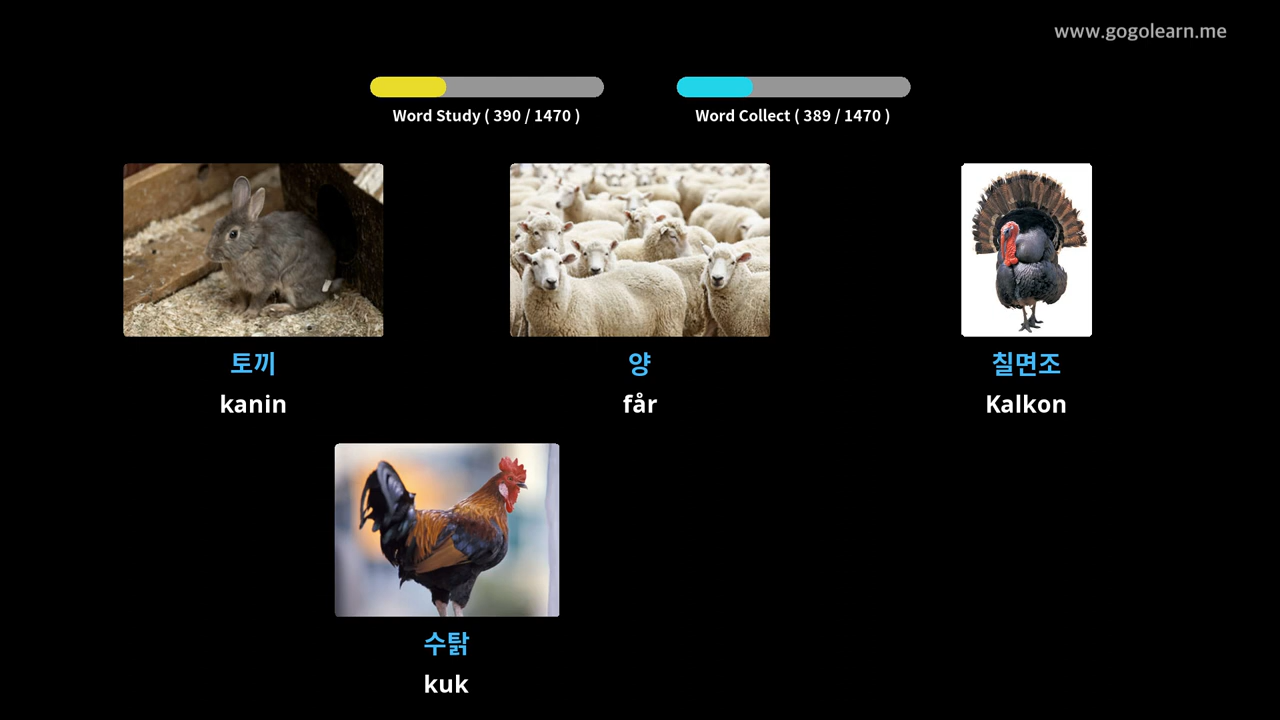 www.gogolearn.me
Word Study ( 390 / 1470 )
Word Collect ( 389 / 1470 )
토끼
kanin
양
får
칠면조
Kalkon
수탉
kuk